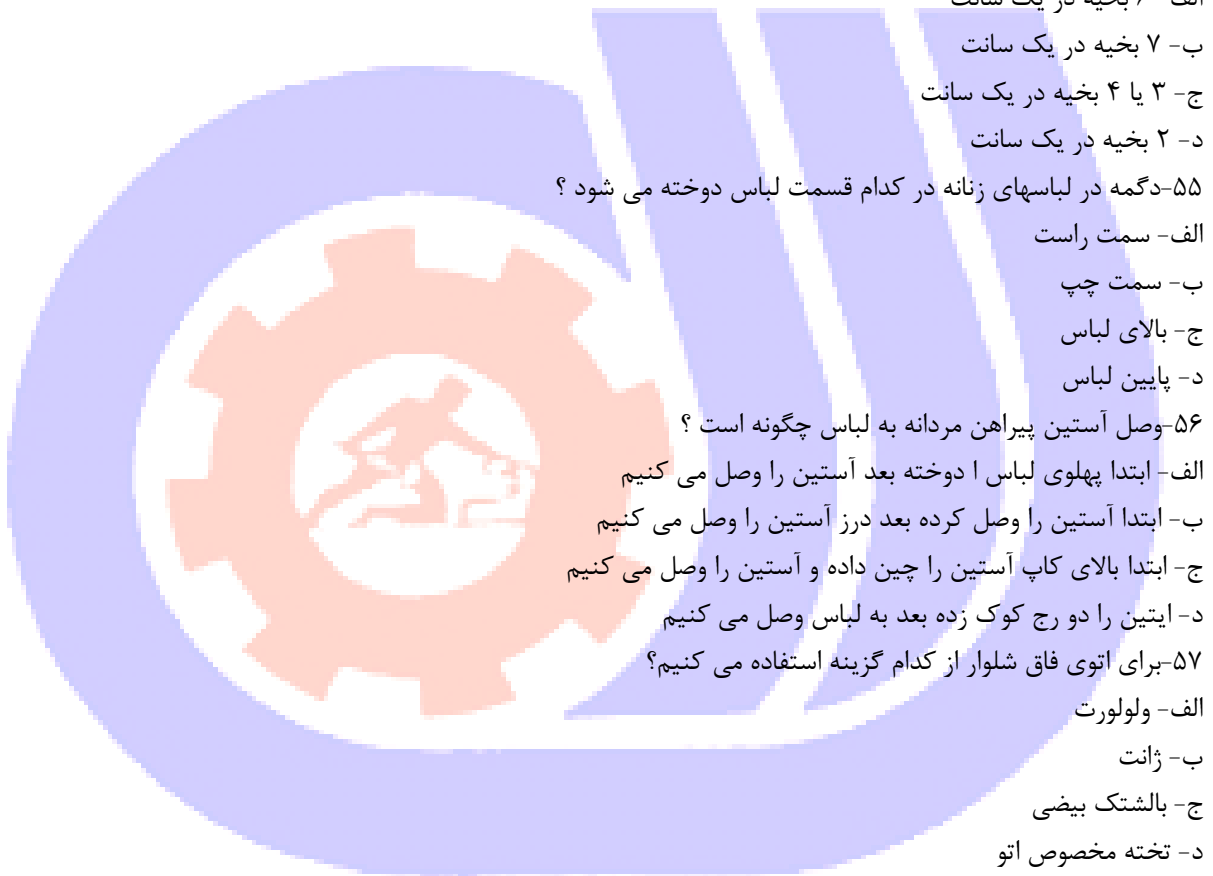 ب- ۷ بخیه در یک سانت
ج- ۳ یا ۴ بخیه در یک سانت
د- ۲ بخیه در یک سانت
۵۵-دگمه در لباسهای زنانه در کدام قسمت لباس دوخته می شود ؟
الف- سمت راست
ب- سمت چپ
ج- بالای لباس
د- پایین لباس
۵۶-وصل آستین پیراهن مردانه به لباس چگونه است ؟
الف- ابتدا پهلوی لباس ا دوخته بعد آستین را وصل می کنیم
ب- ابتدا آستین را وصل کرده بعد درز آستین را وصل می کنیم
ج- ابتدا بالای کاپ آستین را چین داده و آستین را وصل می کنیم
د- ایتین را دو رج کوک زده بعد به لباس وصل می کنیم
۵۷-برای اتوی فاق شلوار از کدام گزینه استفاده می کنیم؟
الف- ولولورت
ب- ژانت
ج- بالشتک بیضی
د- تخته مخصوص اتو